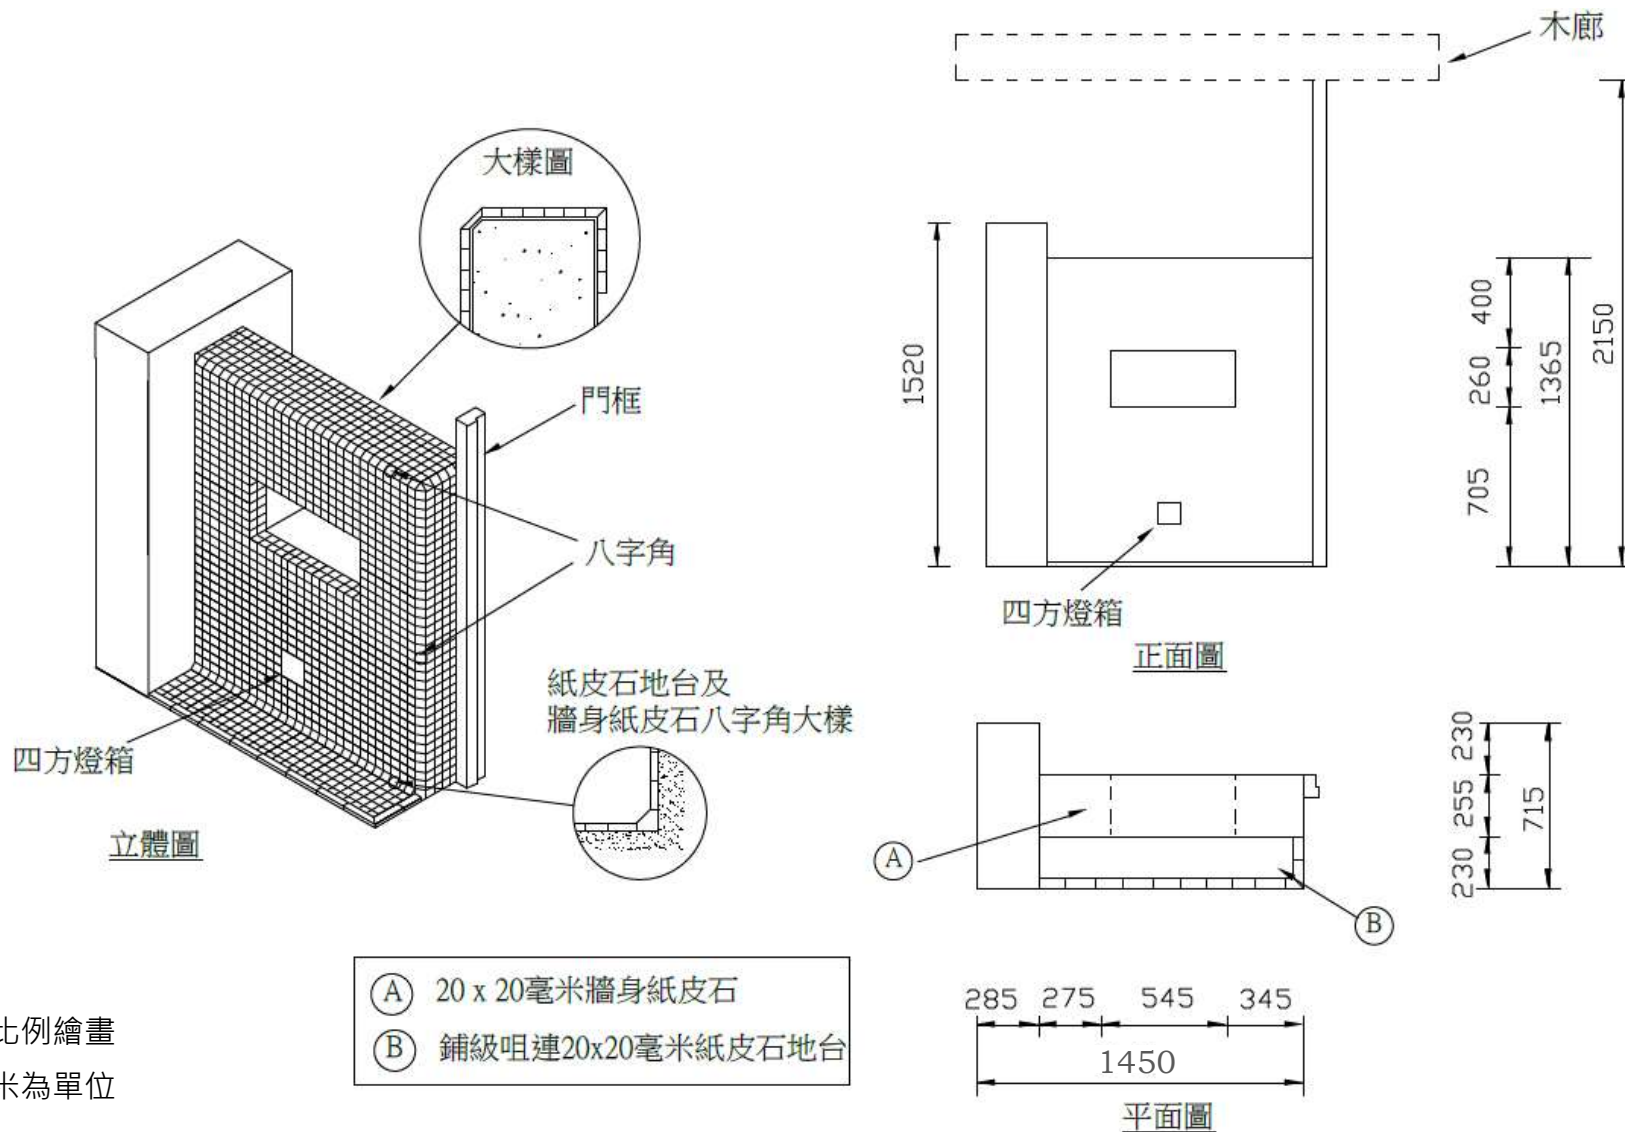 木廊
大樣圖
門框
八字角
紙皮石地台及
牆身紙皮石八字角大樣
四方燈箱
立體圖
1520
400
260
705
1365
2150
四方燈箱
正面圖
230
255
230
715
A
B
285
275
545
345
1450
平面圖
A 20 x 20毫米牆身紙皮石
B 鋪級咀連20x20毫米紙皮石地台
比例繪畫
米為單位